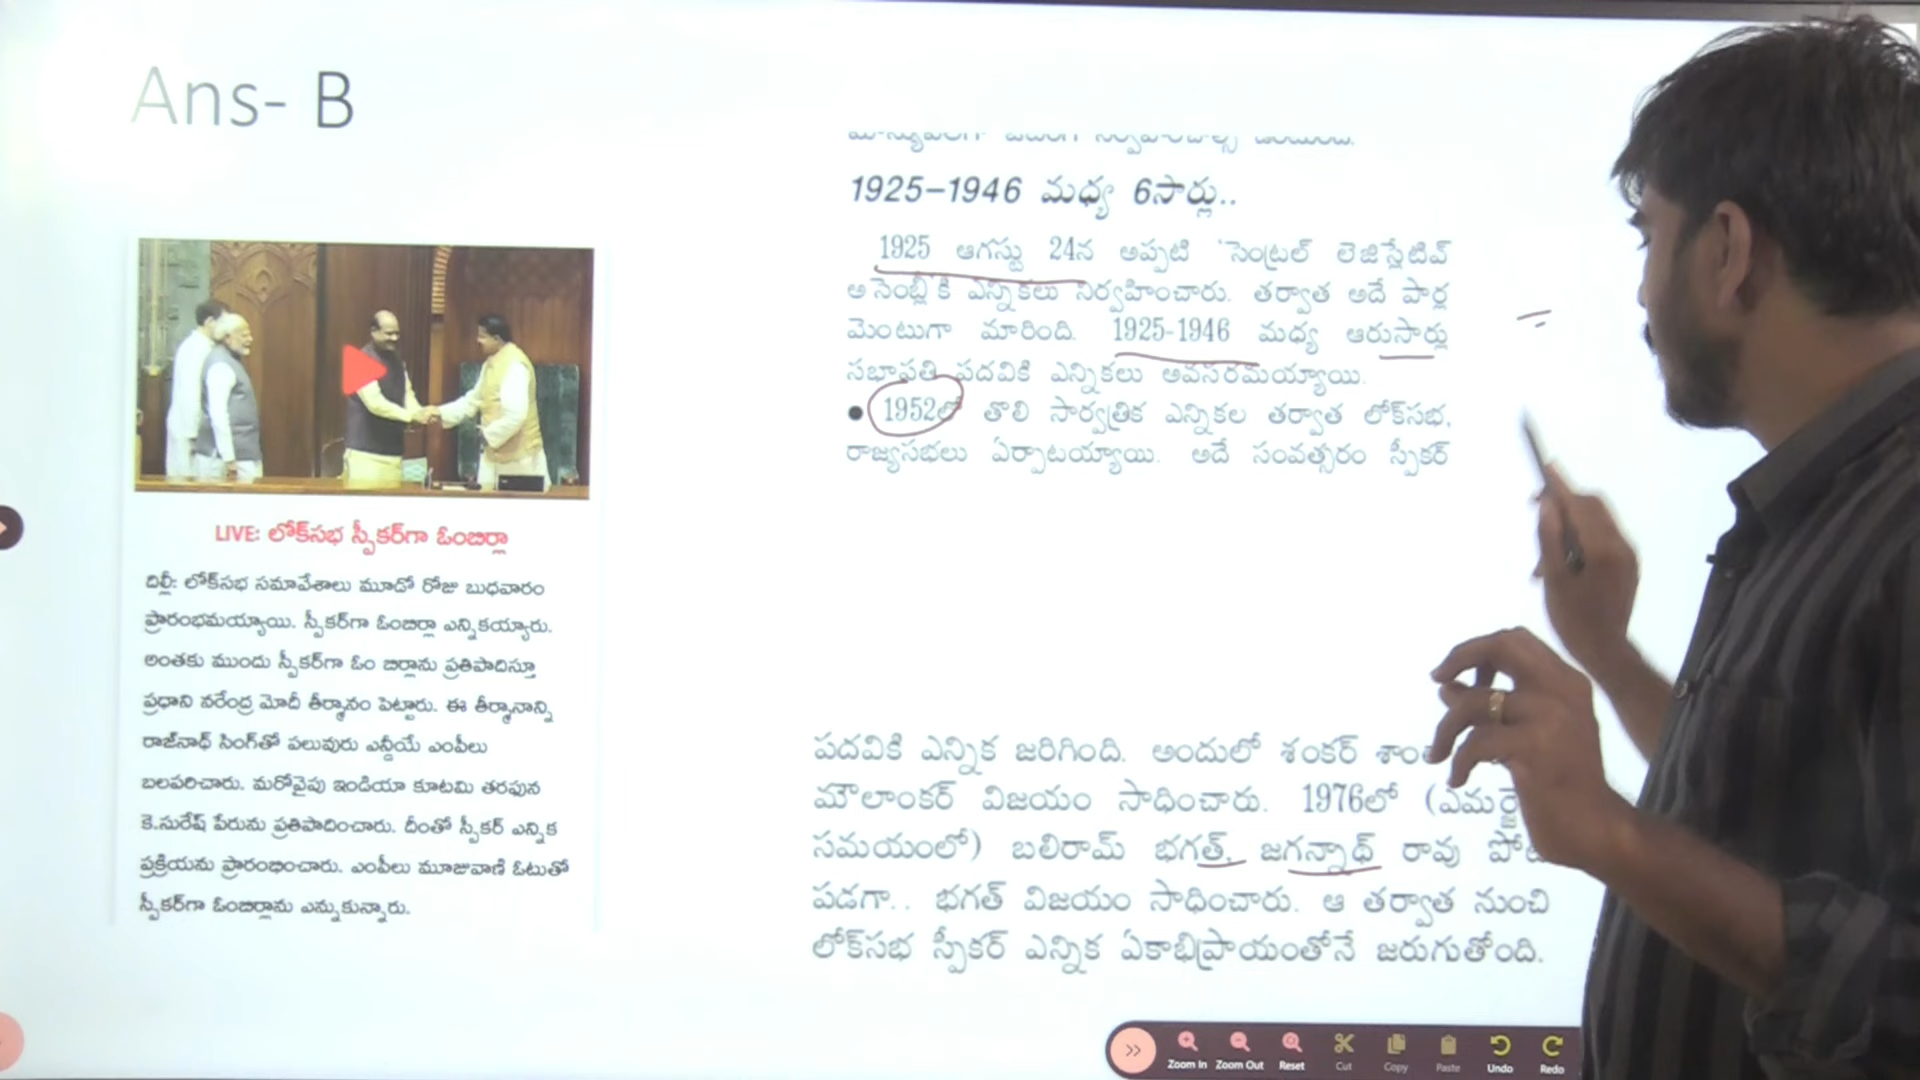 Ans- B
LIVE: లోక్‌సభ స్పీకర్‌గా ఓంబిర్లా
దిల్లీ: లోక్‌సభ సమావేశాలు మూడో రోజు బుధవారం
ప్రారంభమయ్యాయి. స్పీకర్‌గా ఓంబిర్లా ఎన్నికయ్యారు.
అంతకు ముందు స్పీకర్‌గా ఓం బిర్లాను ప్రతిపాదిస్తూ
ప్రధాని నరేంద్ర మోదీ తీర్మానం పెట్టారు. ఈ తీర్మానాన్ని
రాజ్‌నాథ్ సింగ్‌తో పలువురు ఎన్డీయే ఎంపీలు
బలపరిచారు. మరోవైపు ఇండియా కూటమి తరఫున
కె.సురేష్ పేరును ప్రతిపాదించారు. దీంతో స్పీకర్ ఎన్నిక
ప్రక్రియను ప్రారంభించారు. ఎంపీలు మూజువాణి ఓటుతో
స్పీకర్‌గా ఓంబిర్లాను ఎన్నుకున్నారు.
1925–1946 మధ్య 6సార్లు..
1925 ఆగస్టు 24న అప్పటి 'సెంట్రల్ లెజిస్లేటివ్
అసెంబ్లీ'కి ఎన్నికలు నిర్వహించారు. తర్వాత అదే పార్ల
మెంటుగా మారింది. 1925-1946 మధ్య ఆరుసార్లు
సభాపతి పదవికి ఎన్నికలు అవసరమయ్యాయి.
● 1952లో తొలి సార్వత్రిక ఎన్నికల తర్వాత లోక్‌సభ,
రాజ్యసభలు ఏర్పాటయ్యాయి. అదే సంవత్సరం స్పీకర్
పదవికి ఎన్నిక జరిగింది. అందులో శంకర్
మౌలాంకర్ విజయం సాధించారు. 1976లో
సమయంలో) బలిరామ్ భగత్, జగన్నాథ్ రావు
పడగా.. భగత్ విజయం సాధించారు. ఆ తర్వాత నుంచి
లోక్‌సభ స్పీకర్ ఎన్నిక ఏకాభిప్రాయంతోనే జరుగుతోంది.
Zoom In Zoom Out Reset Cut Copy Paste Undo Redo